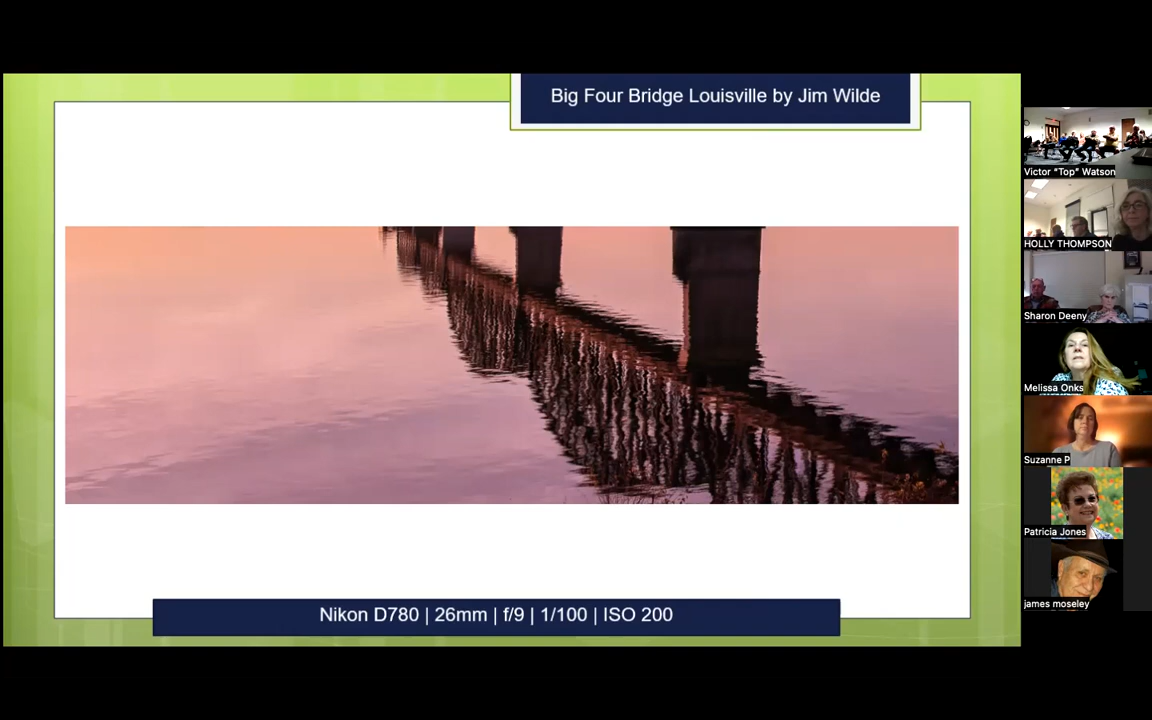 Big Four Bridge Louisville by Jim Wilde
Nikon D780 | 26mm | f/9 | 1/100 | ISO 200
Victor “Top” Watson
HOLLY THOMPSON
Sharon Deeny
Melissa Onks
Suzanne P
Patricia Jones
james moseley